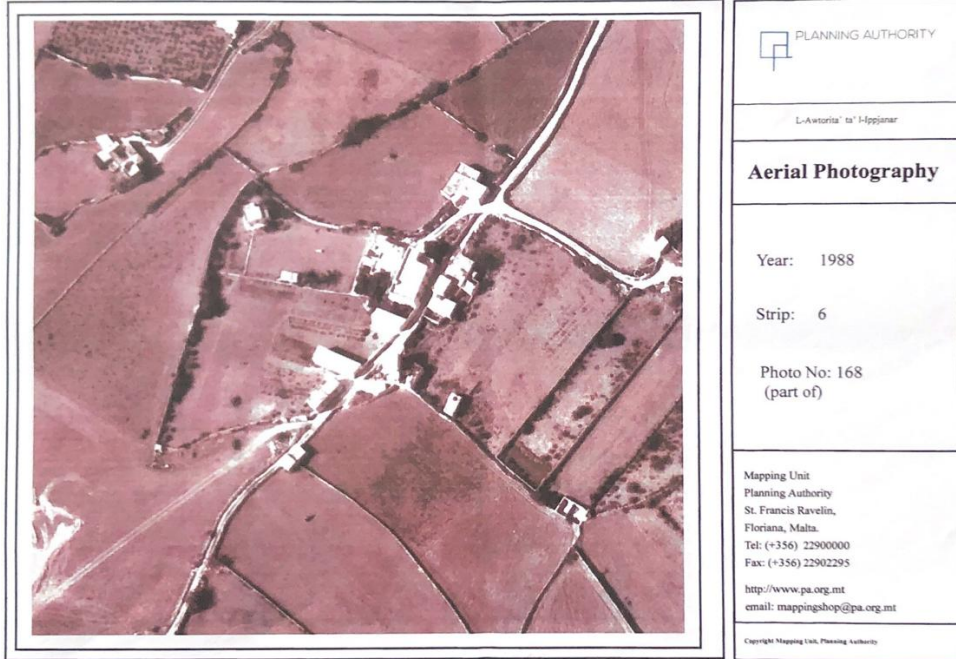 PLANNING AUTHORITY
L-Awtorita' ta' l-Ippjanar
Aerial Photography
Year: 1988
Strip: 6
Photo No: 168
(part of)
Mapping Unit
Planning Authority
St. Francis Ravelin,
Floriana, Malta.
Tel: (+356) 22900000
Fax: (+356) 22902295
http://www.pa.org.mt
email: mappingshop@pa.org.mt
Copyright Mapping Unit, Planning Authority